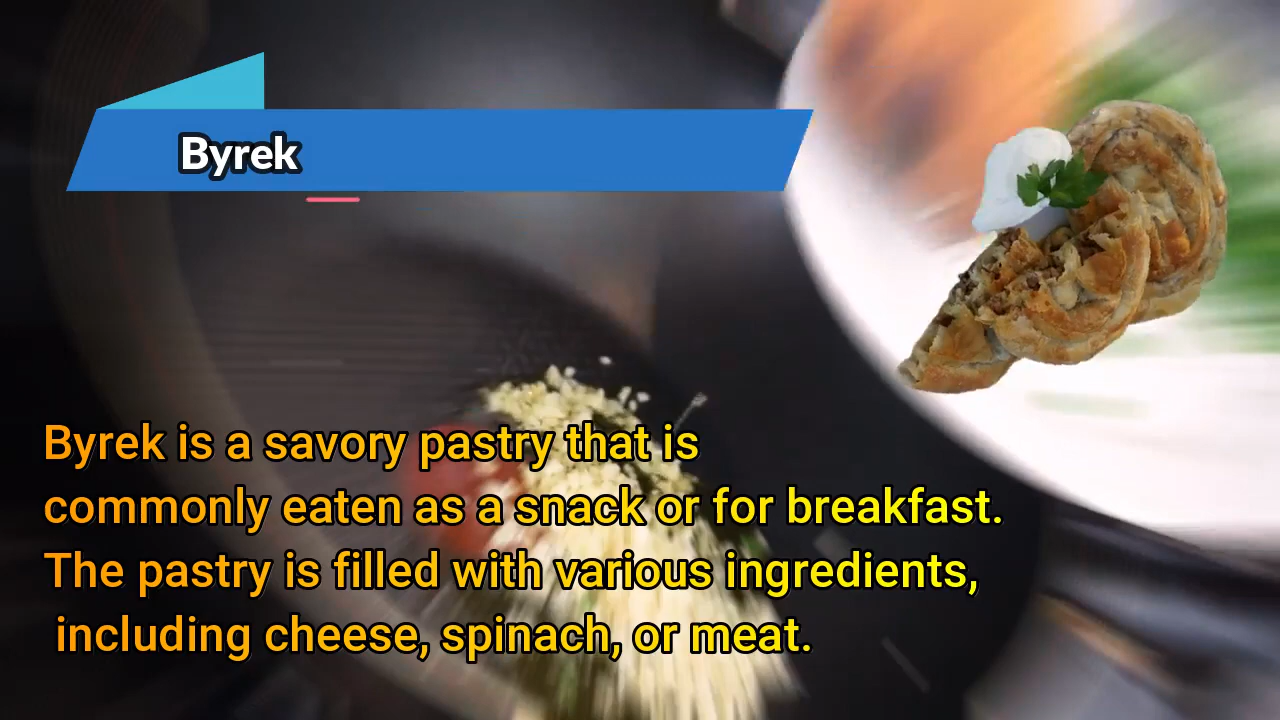 Byrek
Byrek is a savory pastry that is
commonly eaten as a snack or for breakfast.
The pastry is filled with various ingredients,
including cheese, spinach, or meat.